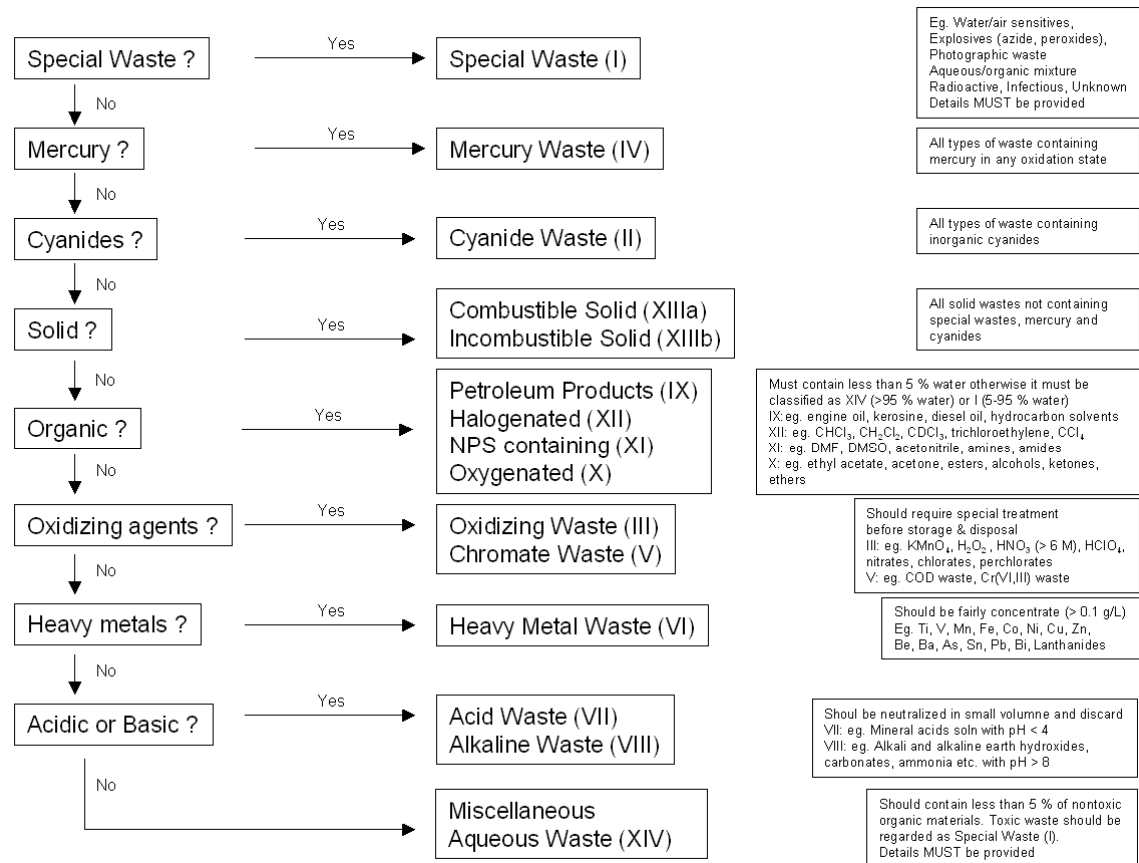 Special Waste ?
Yes
Special Waste (I)
Eg. Water/air sensitives,
Explosives (azide, peroxides),
Photographic waste
Aqueous/organic mixture
Radioactive, Infectious, Unknown
Details MUST be provided
No
Mercury ?
Yes
Mercury Waste (IV)
All types of waste containing
mercury in any oxidation state
No
Cyanides ?
Yes
Cyanide Waste (II)
All types of waste containing
inorganic cyanides
No
Solid ?
Yes
Combustible Solid (XIIIa)
Incombustible Solid (XIIIb)
All solid wastes not containing
special wastes, mercury and
cyanides
No
Organic ?
Yes
Petroleum Products (IX)
Halogenated (XII)
NPS containing (XI)
Oxygenated (X)
Must contain less than 5 % water otherwise it must be
classified as XIV (>95 % water) or I (5-95 % water)
IX:eg. engine oil, kerosine, diesel oil, hydrocarbon solvents
XII: eg. CHCl₃, CH₂Cl₂, CDCl₃, trichloroethylene, CCl₄
XI: eg. DMF, DMSO, acetonitrile, amines, amides
X: eg. ethyl acetate, acetone, esters, alcohols, ketones,
ethers
No
Oxidizing agents ?
Yes
Oxidizing Waste (III)
Chromate Waste (V)
Should require special treatment
before storage & disposal
III: eg. KMnO₄, H₂O₂ , HNO₃ (> 6 M), HClO₄,
nitrates, chlorates, perchlorates
V: eg. COD waste, Cr(VI,III) waste
No
Heavy metals ?
Yes
Heavy Metal Waste (VI)
Should be fairly concentrate (> 0.1 g/L)
Eg. Ti, V, Mn, Fe, Co, Ni, Cu, Zn,
Be, Ba, As, Sn, Pb, Bi, Lanthanides
No
Acidic or Basic ?
Yes
Acid Waste (VII)
Alkaline Waste (VIII)
Shoul be neutralized in small volumne and discard
VII: eg. Mineral acids soln with pH < 4
VIII: eg. Alkali and alkaline earth hydroxides,
carbonates, ammonia etc. with pH > 8
No
Miscellaneous
Aqueous Waste (XIV)
Should contain less than 5 % of nontoxic
organic materials. Toxic waste should be
regarded as Special Waste (I).
Details MUST be provided